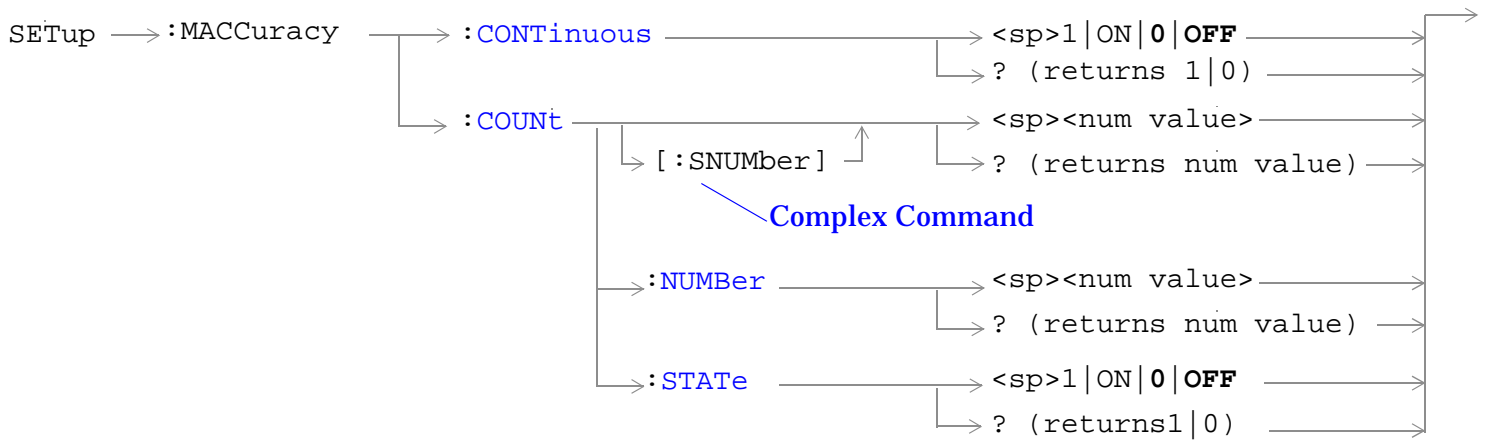 SETup :MACCuracy :CONTinuous <sp>1|ON|0|OFF
? (returns 1|0)
:COUNt <sp><num value>
[:SNUMber] ? (returns num value)
Complex Command
:NUMBer <sp><num value>
? (returns num value)
:STATe <sp>1|ON|0|OFF
? (returns1|0)